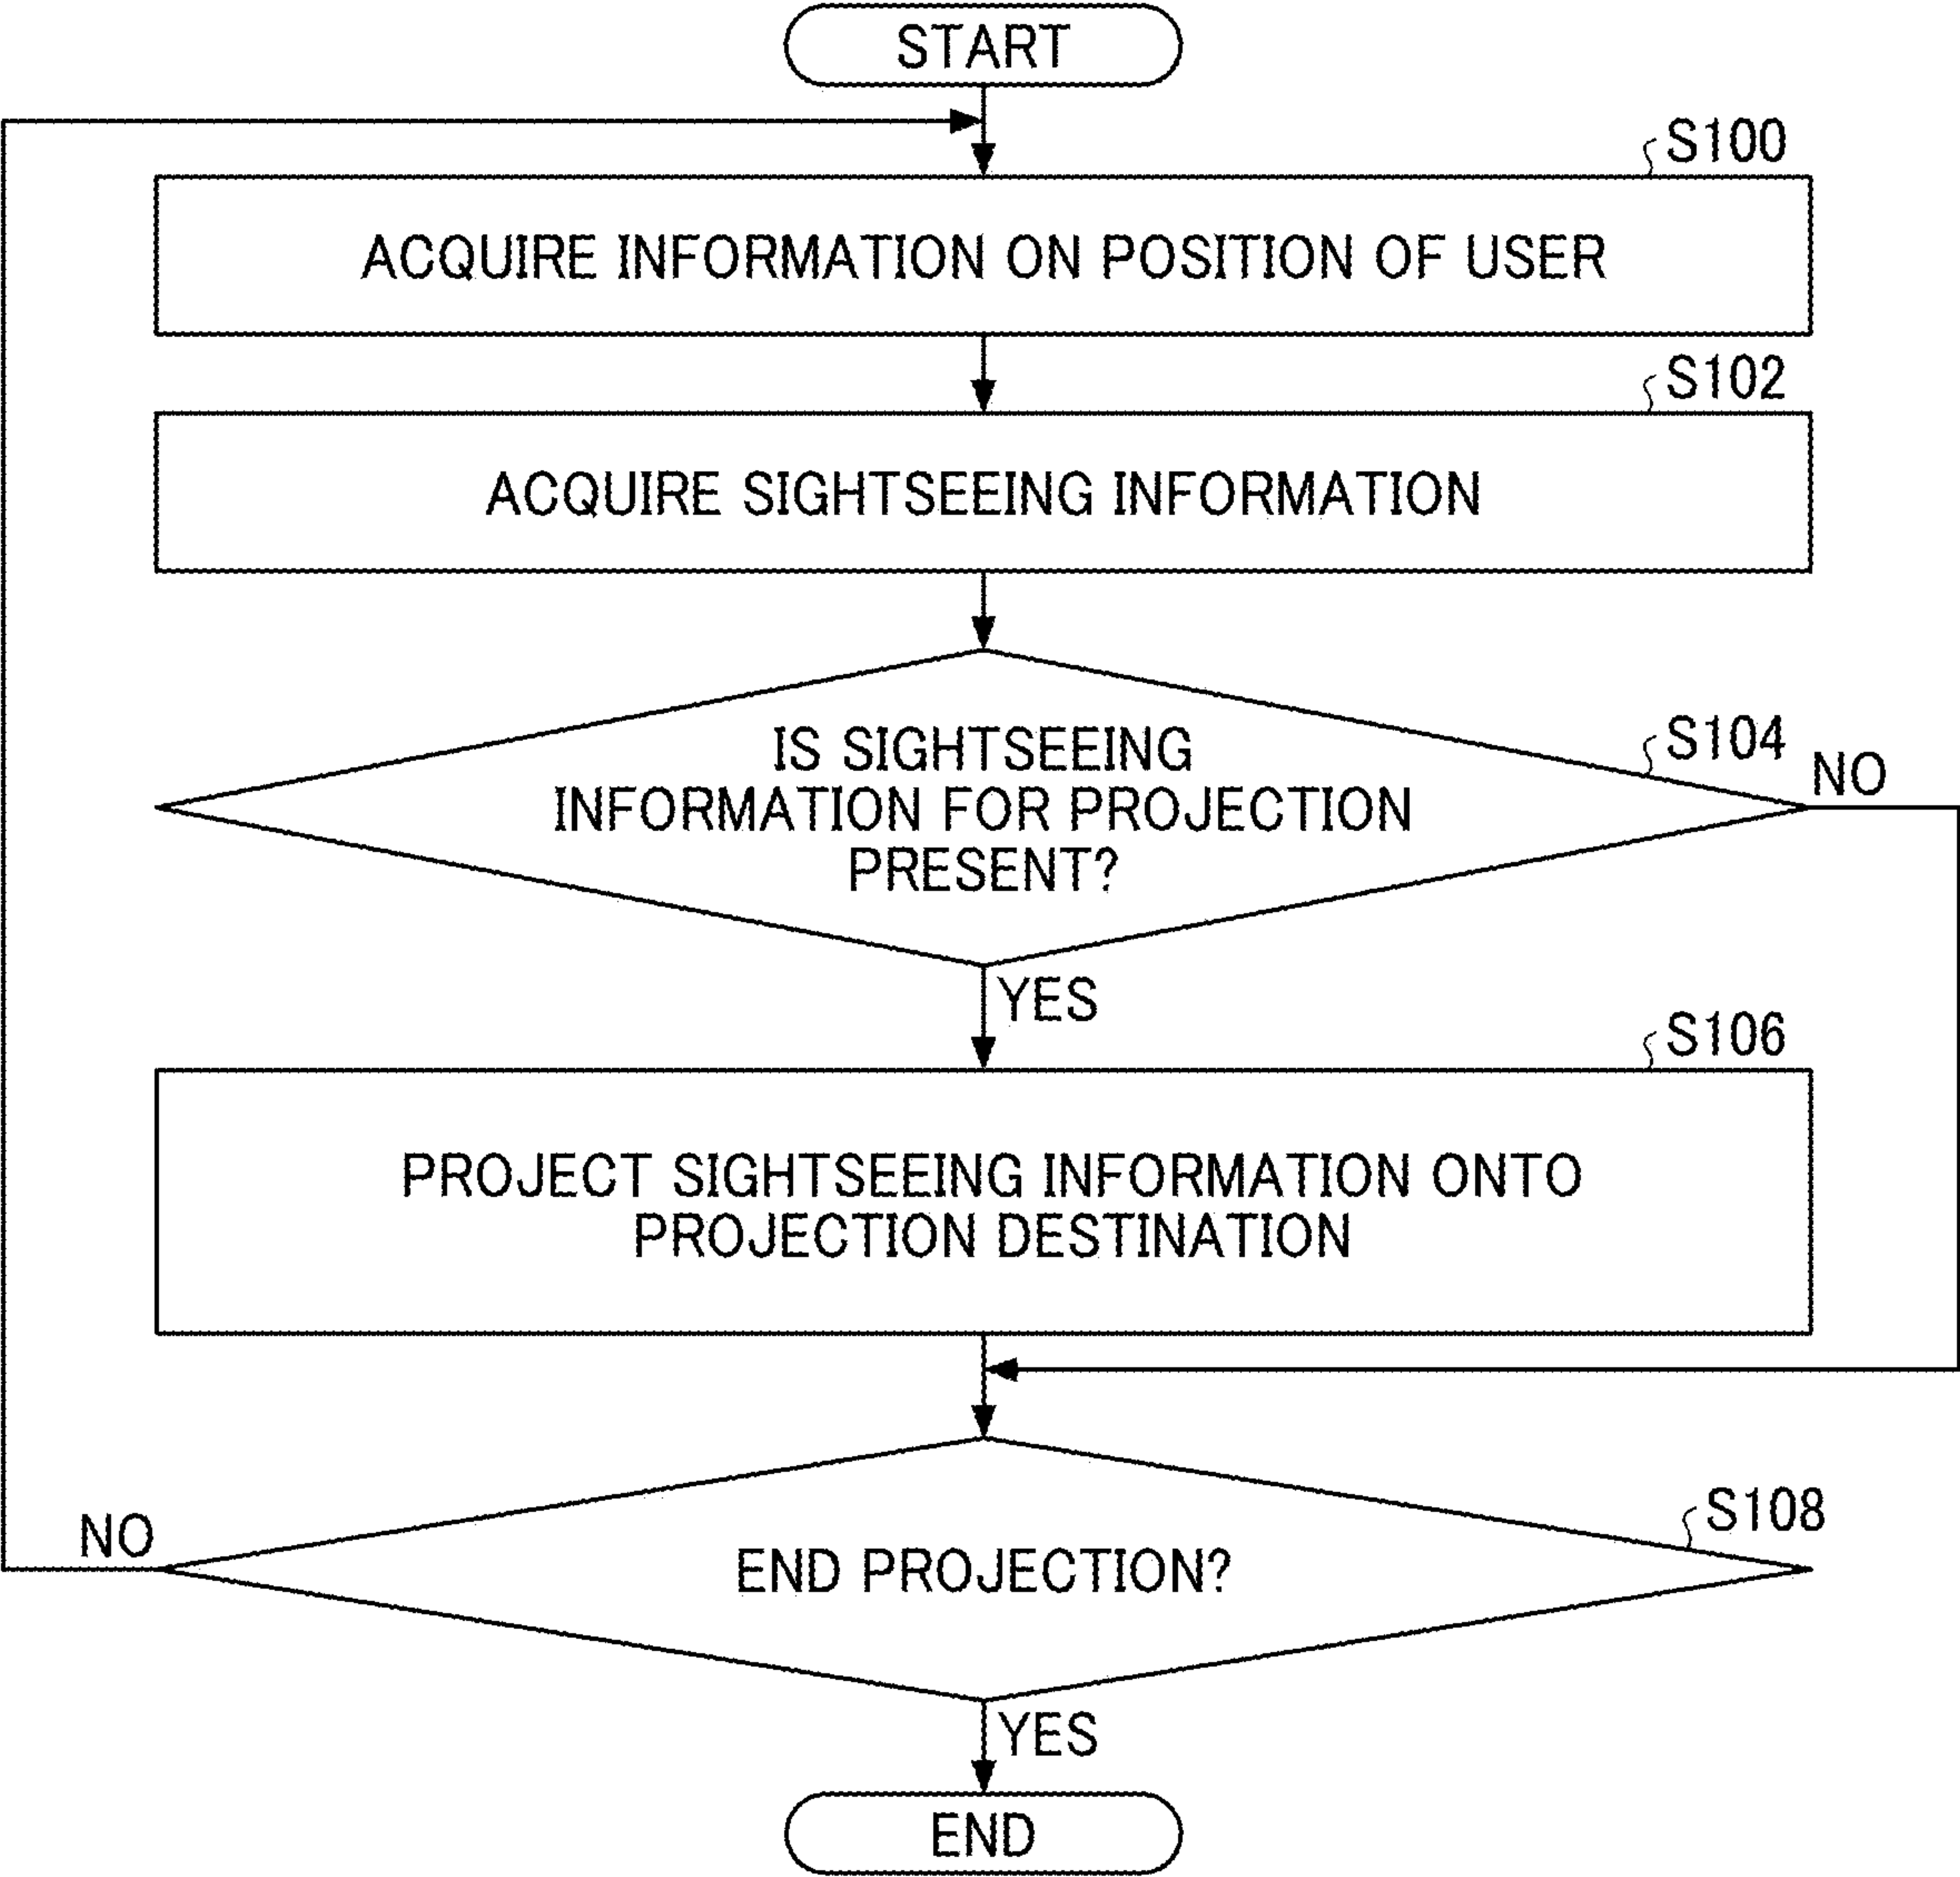 START
S100
ACQUIRE INFORMATION ON POSITION OF USER
S102
ACQUIRE SIGHTSEEING INFORMATION
S104
NO
IS SIGHTSEEING
INFORMATION FOR PROJECTION
PRESENT?
YES
S106
PROJECT SIGHTSEEING INFORMATION ONTO
PROJECTION DESTINATION
S108
NO
END PROJECTION?
YES
END